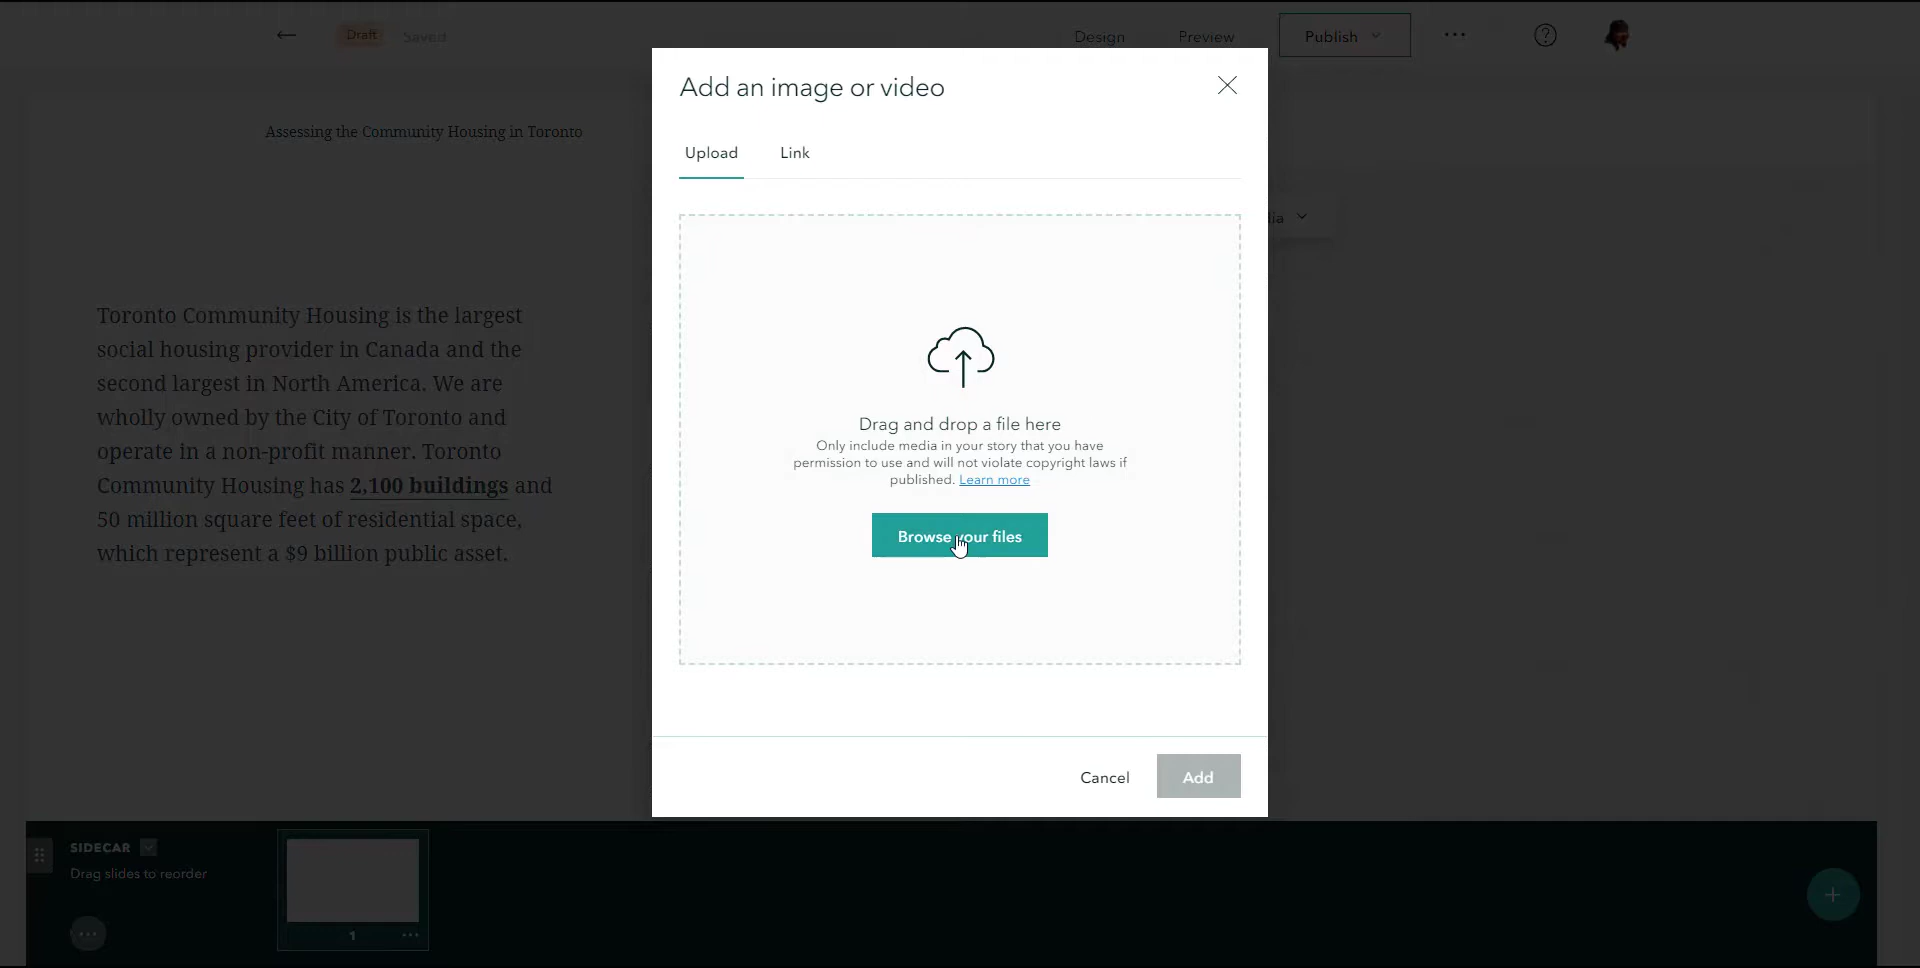 Draft
Saved
Design
Preview
Publish
Add an image or video
Upload
Link
Assessing the Community Housing in Toronto
Toronto Community Housing is the largest
social housing provider in Canada and the
second largest in North America. We are
wholly owned by the City of Toronto and
operate in a non-profit manner. Toronto
Community Housing has 2,100 buildings and
50 million square feet of residential space,
which represent a $9 billion public asset.
dia
Drag and drop a file here
Only include media in your story that you have
permission to use and will not violate copyright laws if
published. Learn more
Browse your files
Cancel
Add
SIDECAR
Drag slides to reorder
1